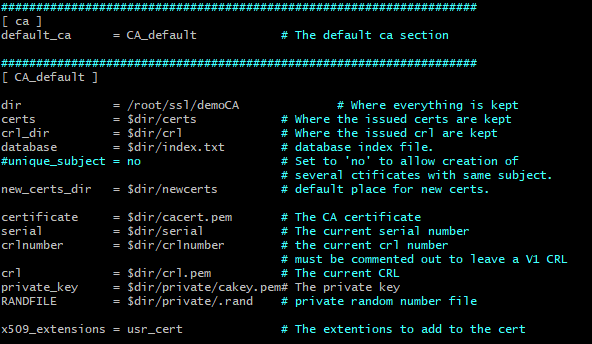 ####################################################################
[ ca ]
default_ca      = CA_default            # The default ca section

####################################################################
[ CA_default ]

dir             = /root/ssl/demoCA              # Where everything is kept
certs           = $dir/certs            # Where the issued certs are kept
crl_dir         = $dir/crl              # Where the issued crl are kept
database        = $dir/index.txt        # database index file.
#unique_subject = no                    # Set to 'no' to allow creation of
                                        # several ctificates with same subject.
new_certs_dir   = $dir/newcerts         # default place for new certs.

certificate     = $dir/cacert.pem       # The CA certificate
serial          = $dir/serial           # The current serial number
crlnumber       = $dir/crlnumber        # the current crl number
                                        # must be commented out to leave a V1 CRL
crl             = $dir/crl.pem          # The current CRL
private_key     = $dir/private/cakey.pem# The private key
RANDFILE        = $dir/private/.rand    # private random number file

x509_extensions = usr_cert              # The extentions to add to the cert